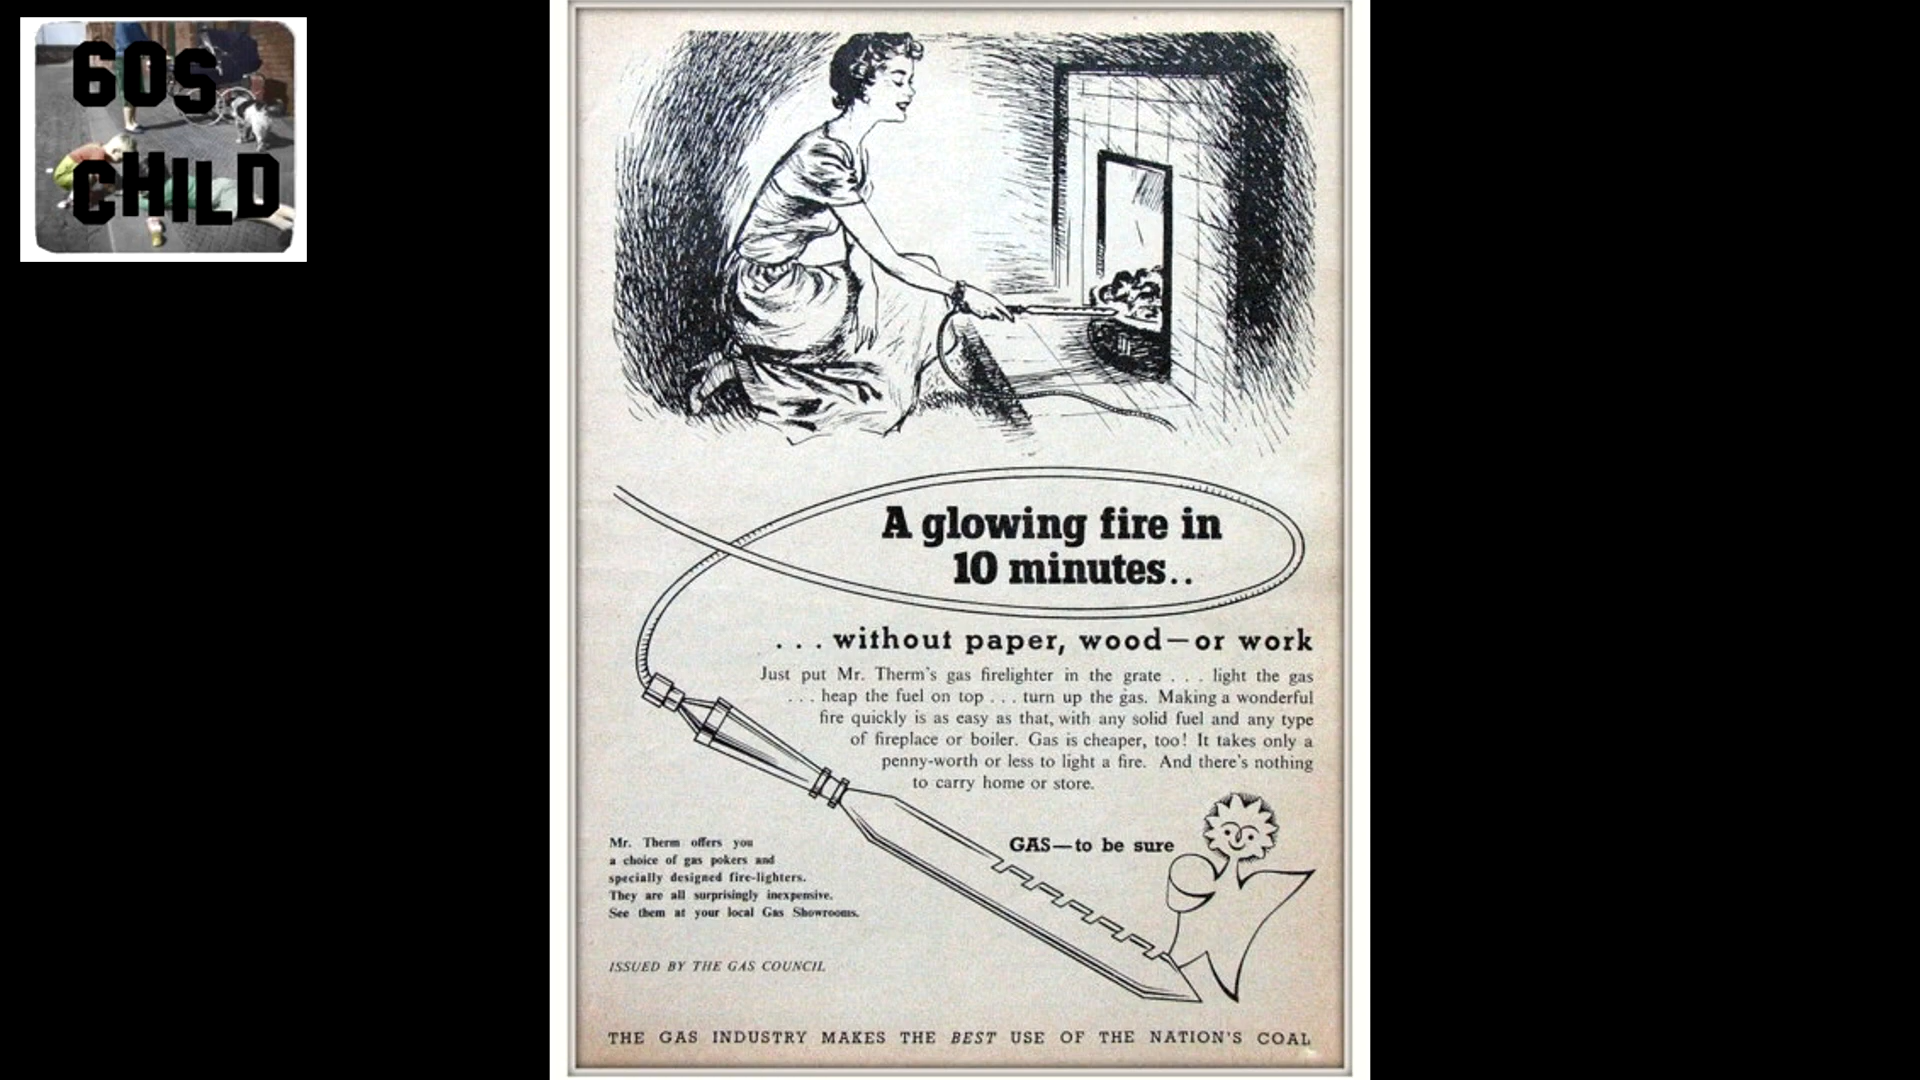 60s
CHILD
A glowing fire in
10 minutes..
...without paper, wood—or work
Just put Mr. Therm's gas firelighter in the grate . . . light the gas
. . . heap the fuel on top . . . turn up the gas. Making a wonderful
fire quickly is as easy as that, with any solid fuel and any type
of fireplace or boiler. Gas is cheaper, too! It takes only a
penny-worth or less to light a fire. And there's nothing
to carry home or store.
GAS—to be sure
Mr. Therm offers you
a choice of gas pokers and
specially designed fire-lighters.
They are all surprisingly inexpensive.
See them at your local Gas Showrooms.
ISSUED BY THE GAS COUNCIL
THE GAS INDUSTRY MAKES THE BEST USE OF THE NATION'S COAL